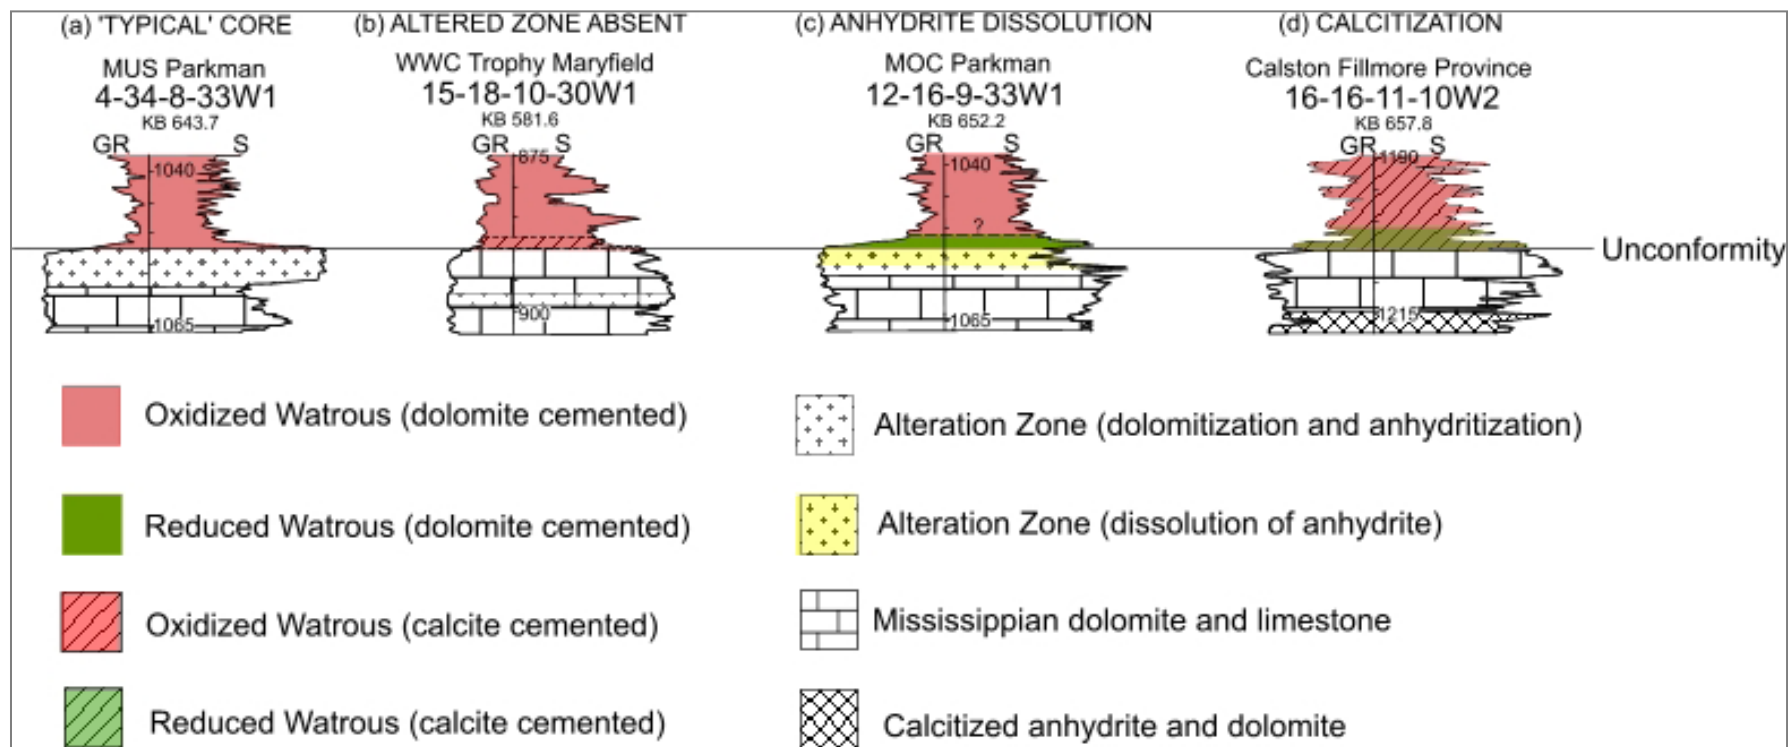 (a) 'TYPICAL' CORE
MUS Parkman
4-34-8-33W1
KB 643.7
GR S
1040
1065
(b) ALTERED ZONE ABSENT
WWC Trophy Maryfield
15-18-10-30W1
KB 581.6
GR S
875
900
(c) ANHYDRITE DISSOLUTION
MOC Parkman
12-16-9-33W1
KB 652.2
GR S
1040
?
1065
(d) CALCITIZATION
Calston Fillmore Province
16-16-11-10W2
KB 657.8
GR S
1190
1215
Unconformity
Oxidized Watrous (dolomite cemented)
Reduced Watrous (dolomite cemented)
Oxidized Watrous (calcite cemented)
Reduced Watrous (calcite cemented)
Alteration Zone (dolomitization and anhydritization)
Alteration Zone (dissolution of anhydrite)
Mississippian dolomite and limestone
Calcitized anhydrite and dolomite